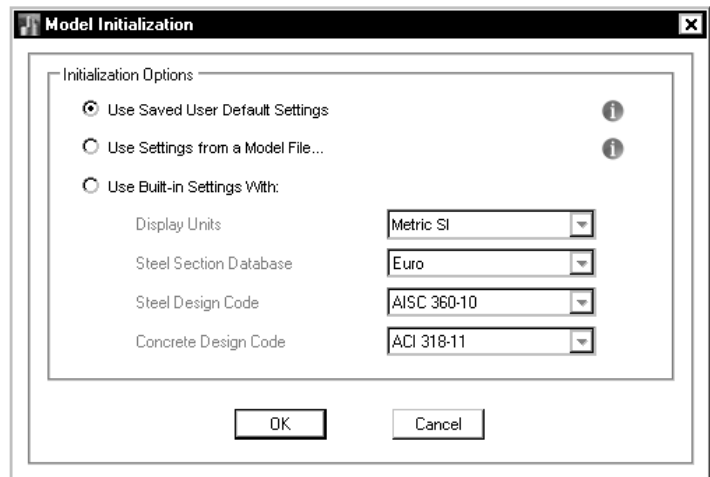 Model Initialization
Initialization Options
Use Saved User Default Settings
Use Settings from a Model File...
Use Built-in Settings With:
Display Units Metric SI
Steel Section Database Euro
Steel Design Code AISC 360-10
Concrete Design Code ACI 318-11
OK Cancel